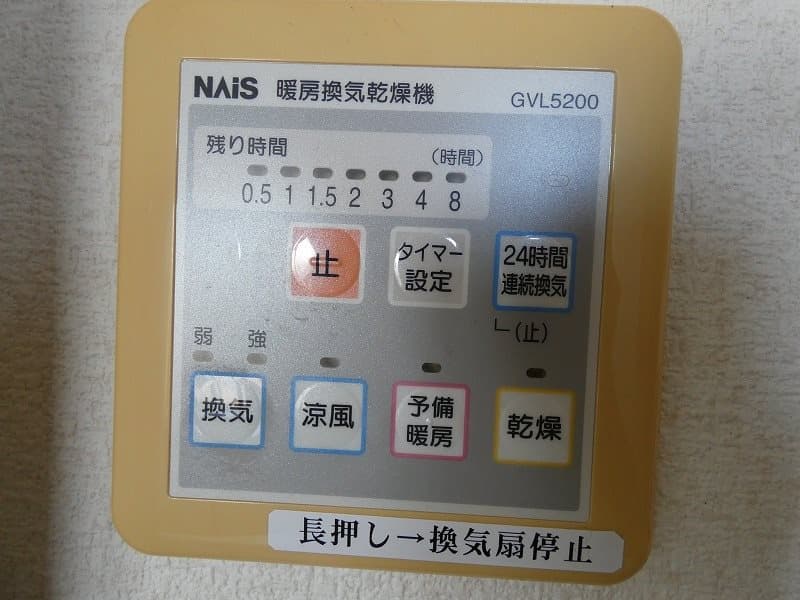 NAiS 暖房換気乾燥機 GVL5200
残り時間 (時間)
0.5 1 1.5 2 3 4 8
止
タイマー
設定
24時間
連続換気
(止)
弱 強
換気
涼風
予備
暖房
乾燥
長押し→換気扇停止